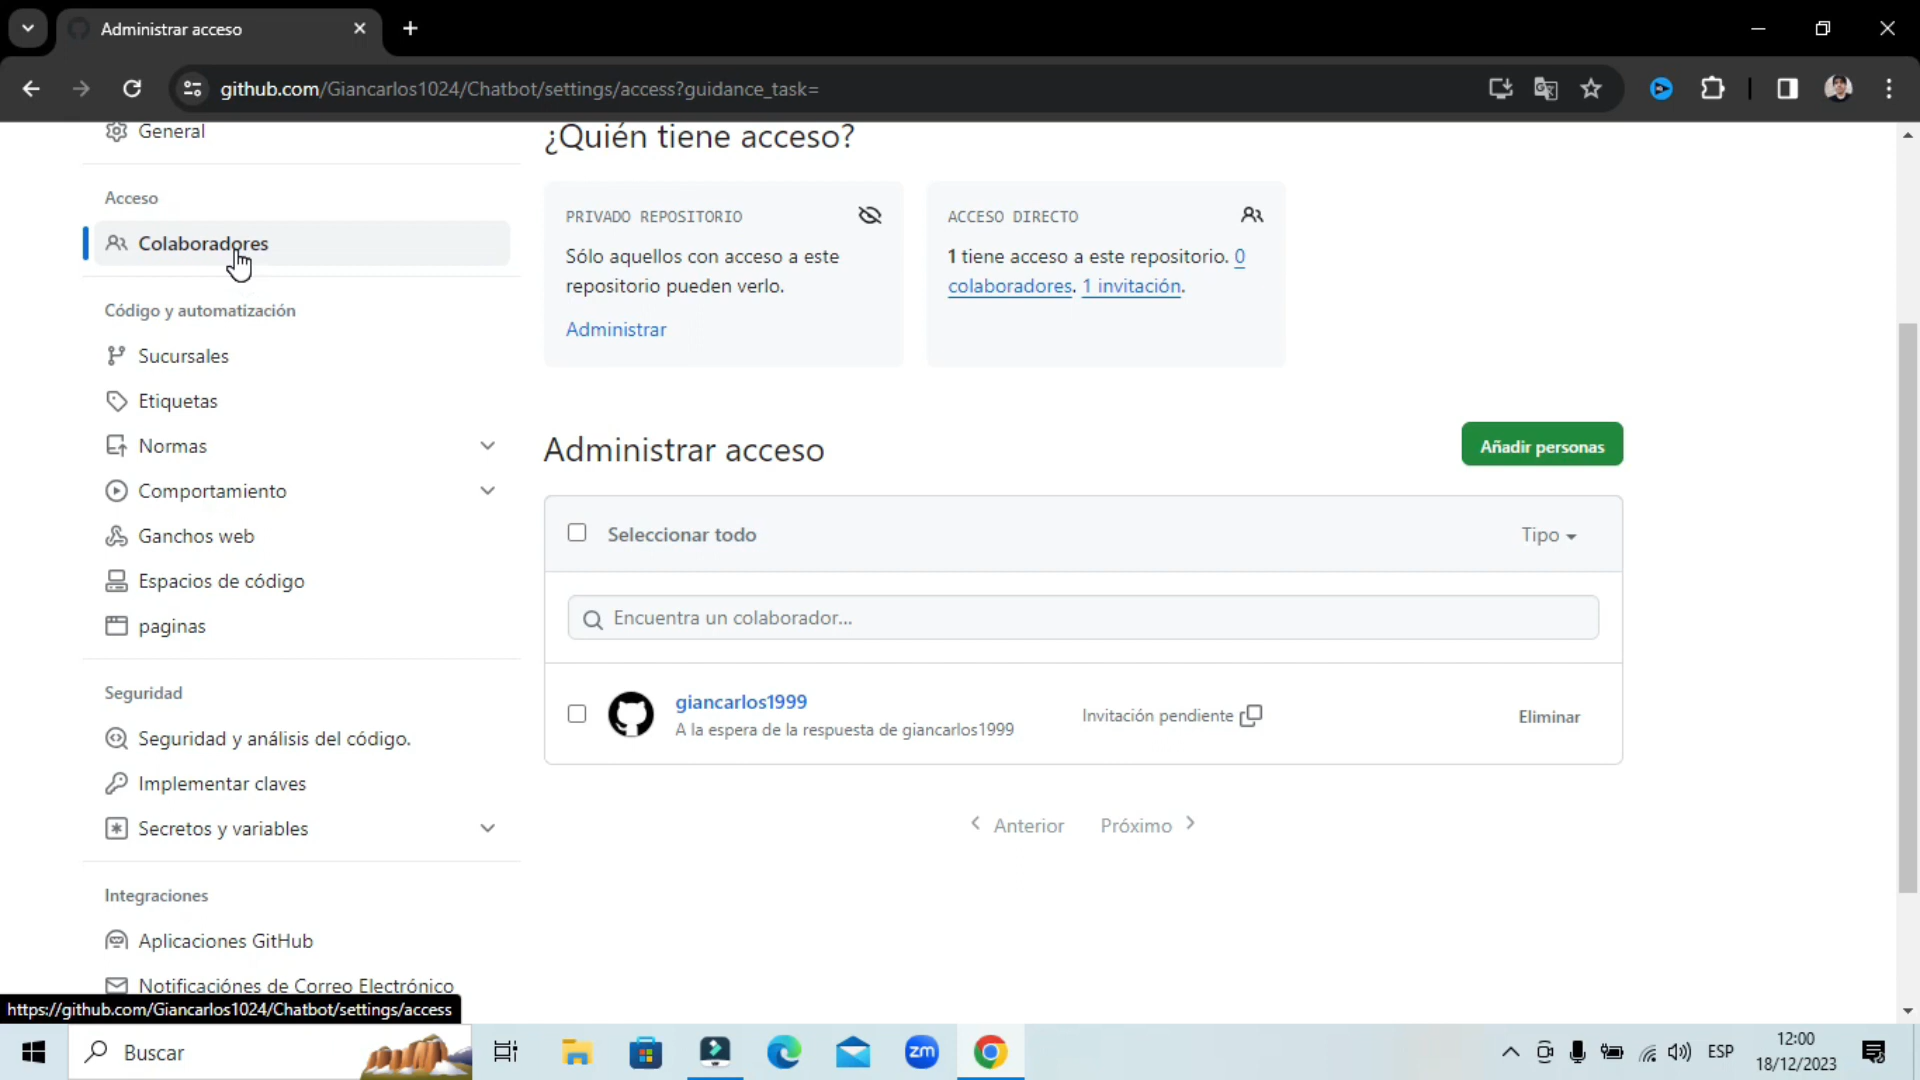 Administrar acceso
github.com/Giancarlos1024/Chatbot/settings/access?guidance_task=
General
Acceso
Colaboradores
Código y automatización
Sucursales
Etiquetas
Normas
Comportamiento
Ganchos web
Espacios de código
paginas
Seguridad
Seguridad y análisis del código.
Implementar claves
Secretos y variables
Integraciones
Aplicaciones GitHub
Notificaciónes de Correo Electrónico
https://github.com/Giancarlos1024/Chatbot/settings/access
¿Quién tiene acceso?
PRIVADO REPOSITORIO
Sólo aquellos con acceso a este
repositorio pueden verlo.
Administrar
ACCESO DIRECTO
1 tiene acceso a este repositorio. 0
colaboradores. 1 invitación.
Administrar acceso
Añadir personas
Seleccionar todo
Tipo
Encuentra un colaborador...
giancarlos1999
A la espera de la respuesta de giancarlos1999
Invitación pendiente
Eliminar
Anterior
Próximo
Buscar
zm
ESP
12:00
18/12/2023